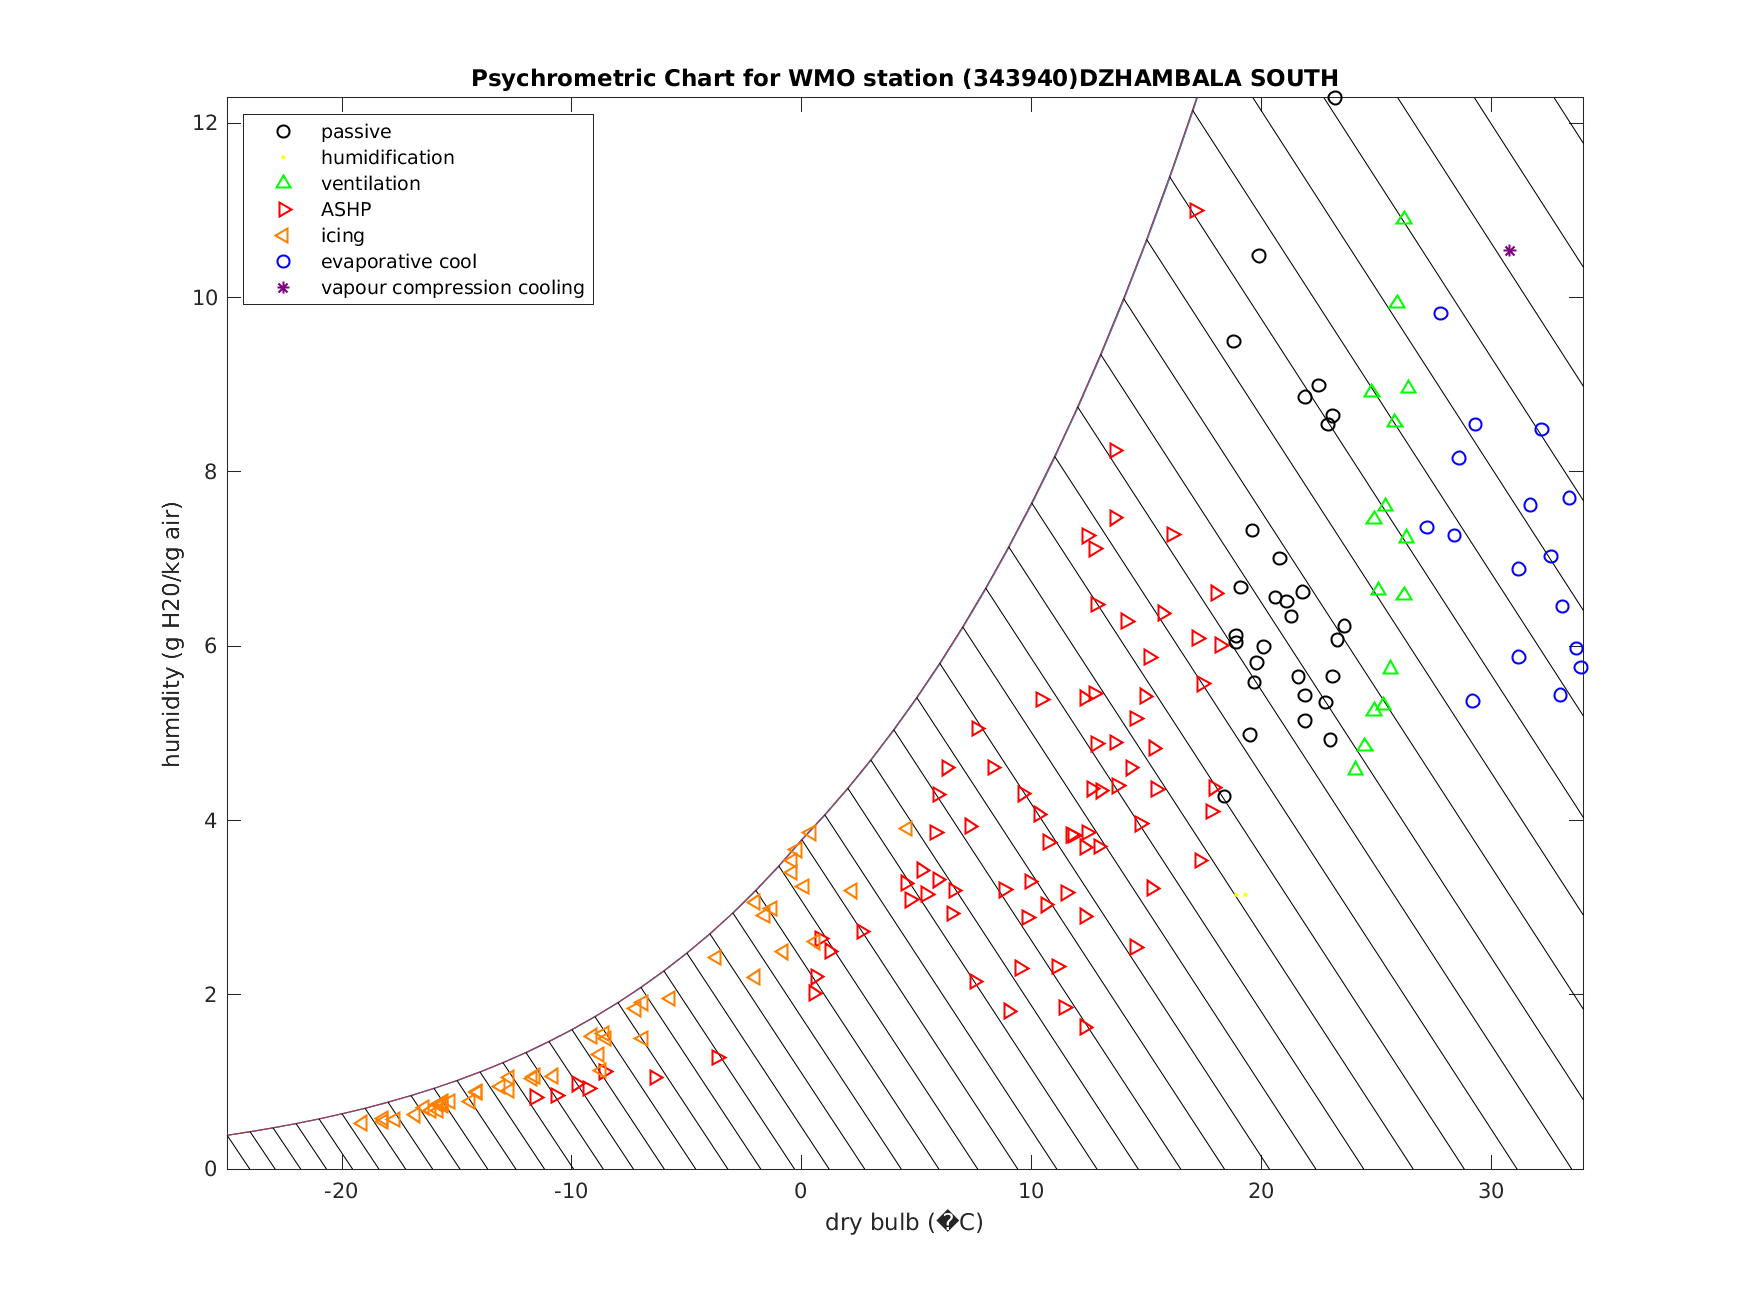 Psychrometric Chart for WMO station (343940)DZHAMBALA SOUTH
passive
humidification
ventilation
ASHP
icing
evaporative cool
vapour compression cooling
12
10
8
6
4
2
0
humidity (g H20/kg air)
-20 -10 0 10 20 30
dry bulb (�C)